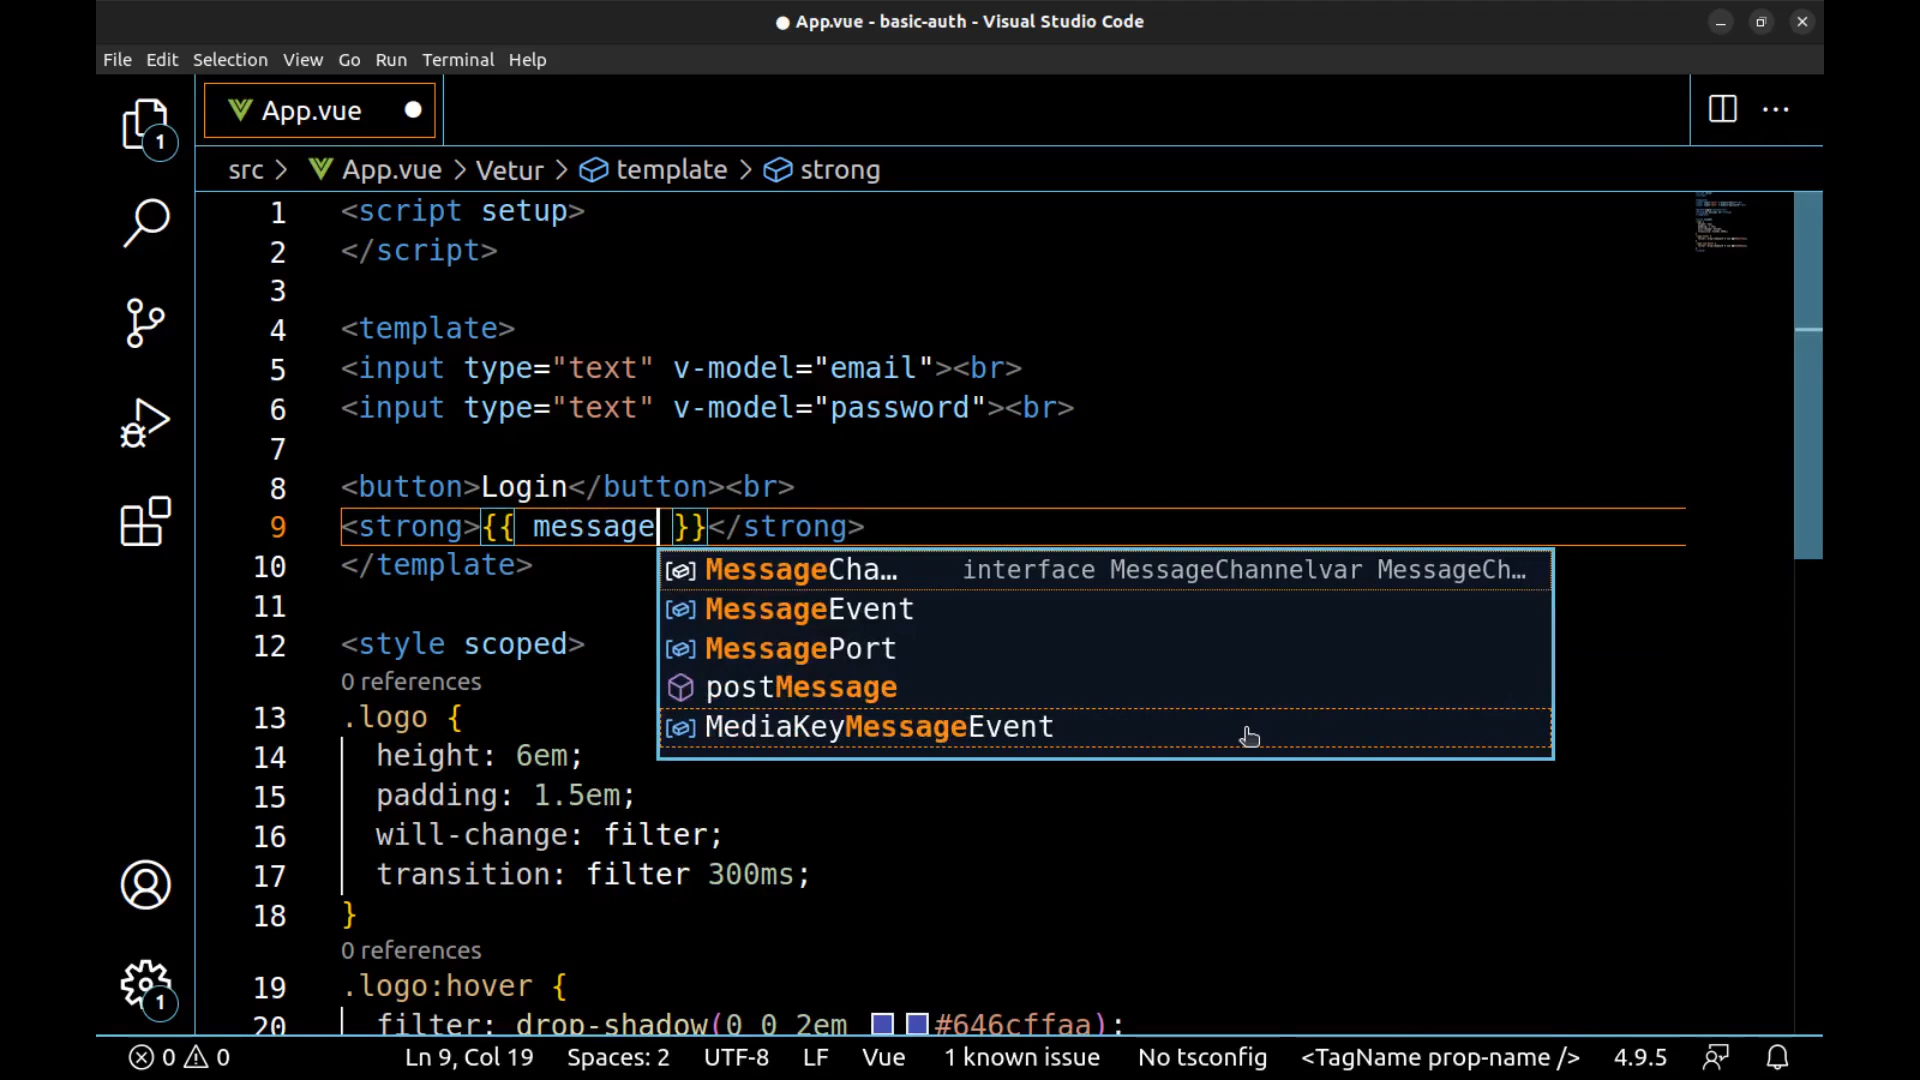 App.vue - basic-auth - Visual Studio Code
File Edit Selection View Go Run Terminal Help
App.vue
src > App.vue > Vetur > template > strong
1 <script setup>
2 </script>
3
4 <template>
5 <input type="text" v-model="email"><br>
6 <input type="text" v-model="password"><br>
7
8 <button>Login</button><br>
9 <strong>{{ message }}</strong>
10 </template>
MessageCha… interface MessageChannelvar MessageCh…
MessageEvent
MessagePort
postMessage
MediaKeyMessageEvent
11
12 <style scoped>
0 references
13 .logo {
14 height: 6em;
15 padding: 1.5em;
16 will-change: filter;
17 transition: filter 300ms;
18 }
0 references
19 .logo:hover {
20 filter: drop-shadow(0 0 2em #646cffaa);
1
1
0 0 Ln 9, Col 19 Spaces: 2 UTF-8 LF Vue 1 known issue No tsconfig <TagName prop-name /> 4.9.5